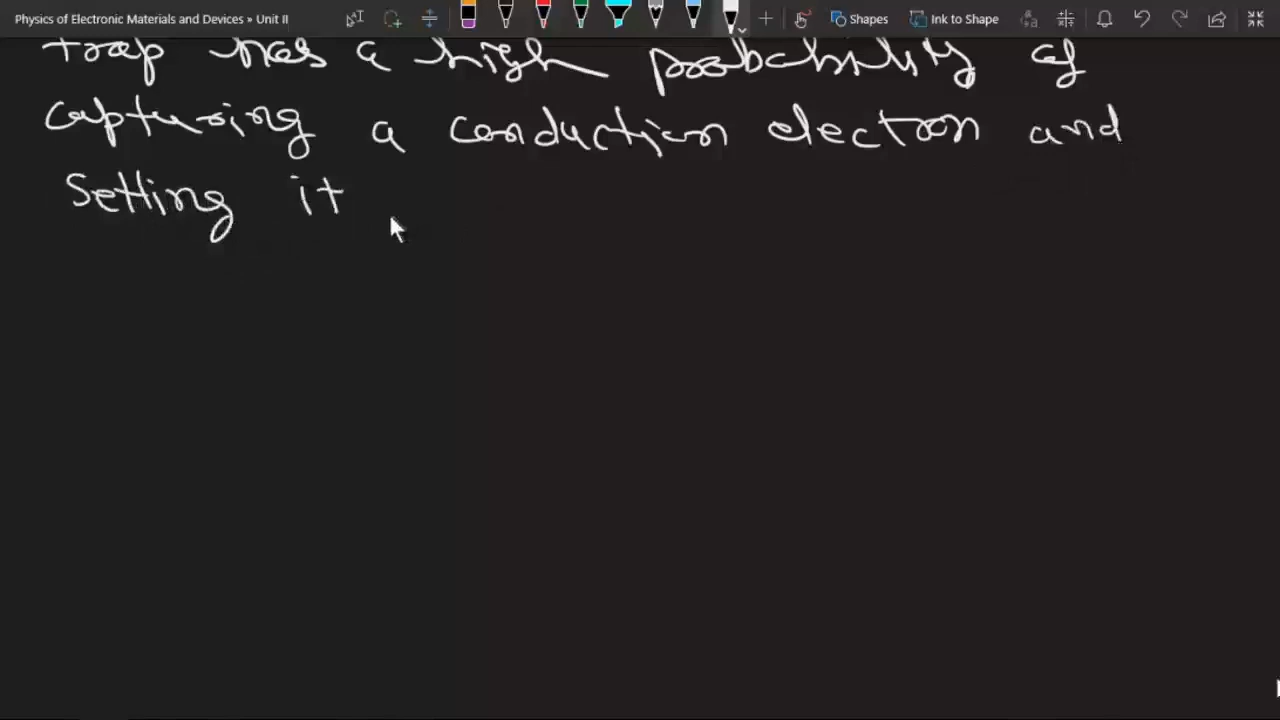 Physics of Electronic Materials and Devices » Unit II
Shapes
Ink to Shape
trap has a high probability of
capturing a conduction electron and
Setting it